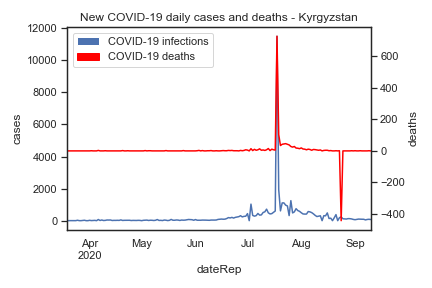 New COVID-19 daily cases and deaths - Kyrgyzstan
COVID-19 infections
COVID-19 deaths
12000
10000
8000
6000
4000
2000
0
cases
600
400
200
0
−200
−400
deaths
Apr
2020
May
Jun
Jul
Aug
Sep
dateRep